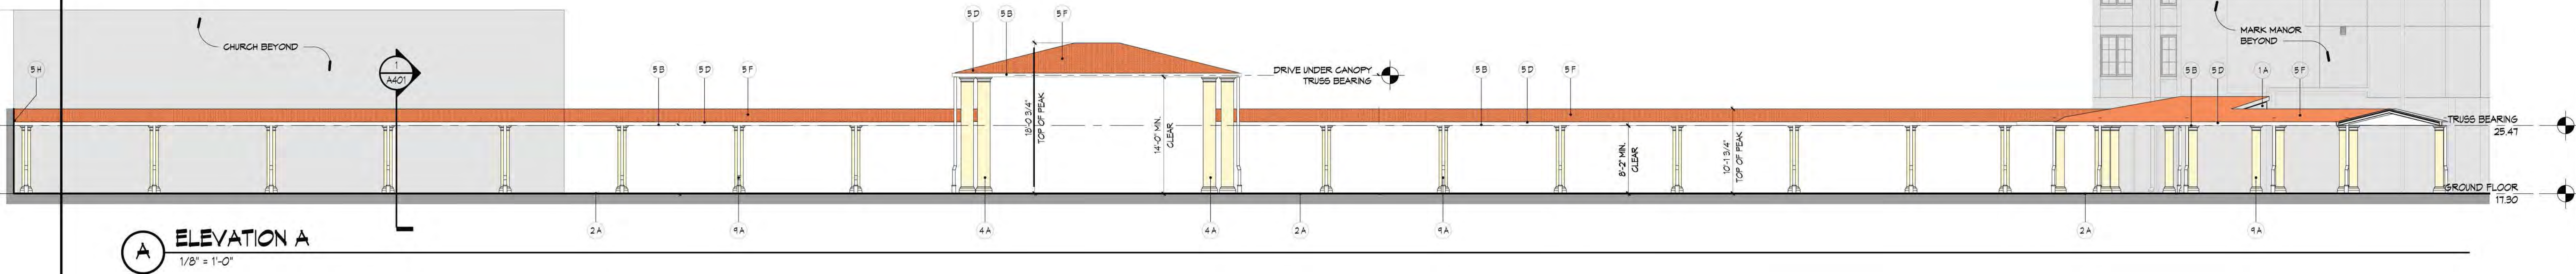 5D
5B
5F
CHURCH BEYOND
MARK MANOR
BEYOND
1
A401
5H
5B
5D
5F
DRIVE UNDER CANOPY
TRUSS BEARING
5B
5D
5F
5B
5D
1A
5F
18'-0 3/4"
TOP OF PEAK
14'-0" MIN.
CLEAR
8'-2" MIN.
CLEAR
10'-1 3/4"
TOP OF PEAK
TRUSS BEARING
25.47
GROUND FLOOR
17.30
2A
9A
4A
4A
2A
9A
2A
9A
A
ELEVATION A
1/8" = 1'-0"